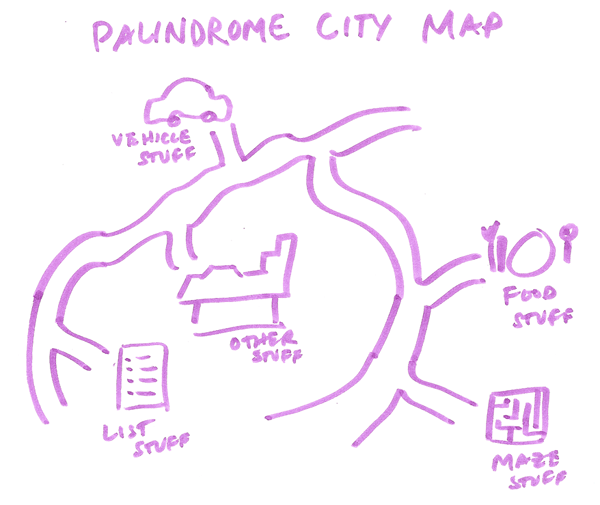 PALINDROME CITY MAP
VEHICLE
STUFF
FOOD
STUFF
OTHER
STUFF
LIST
STUFF
MAZE
STUFF